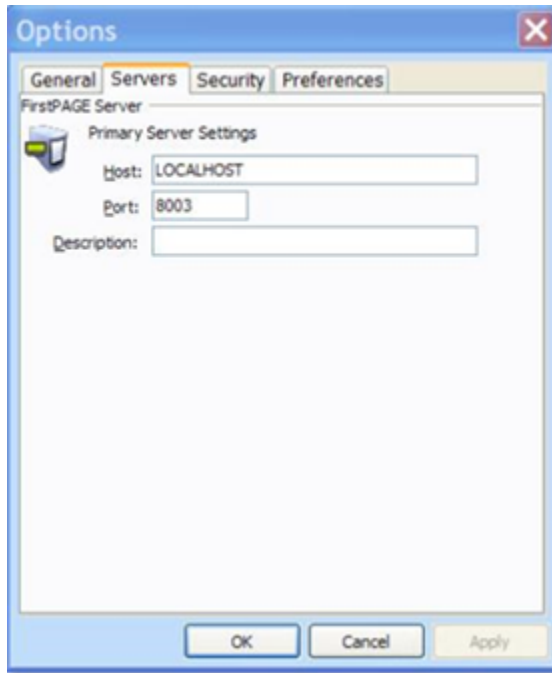 Options
General Servers Security Preferences
FirstPAGE Server
Primary Server Settings
Host: LOCALHOST
Port: 8003
Description:
OK Cancel Apply